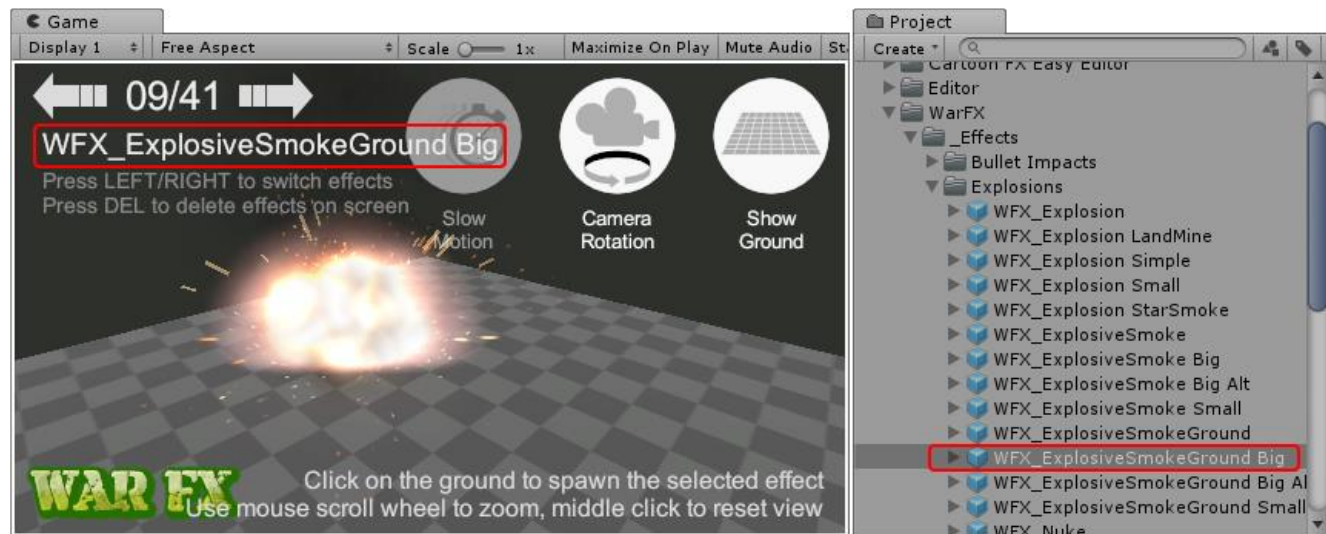 Game
Display 1
Free Aspect
Scale
1x
Maximize On Play
Mute Audio
09/41
WFX_ExplosiveSmokeGround Big
Press LEFT/RIGHT to switch effects
Press DEL to delete effects on screen
Slow
Motion
Camera
Rotation
Show
Ground
WAR FX
Click on the ground to spawn the selected effect
Use mouse scroll wheel to zoom, middle click to reset view
Project
Create
Cartoon FX Easy Editor
Editor
WarFX
_Effects
Bullet Impacts
Explosions
WFX_Explosion
WFX_Explosion LandMine
WFX_Explosion Simple
WFX_Explosion Small
WFX_Explosion StarSmoke
WFX_ExplosiveSmoke
WFX_ExplosiveSmoke Big
WFX_ExplosiveSmoke Big Alt
WFX_ExplosiveSmoke Small
WFX_ExplosiveSmokeGround
WFX_ExplosiveSmokeGround Big
WFX_ExplosiveSmokeGround Big Al
WFX_ExplosiveSmokeGround Small
WFX_Nuke